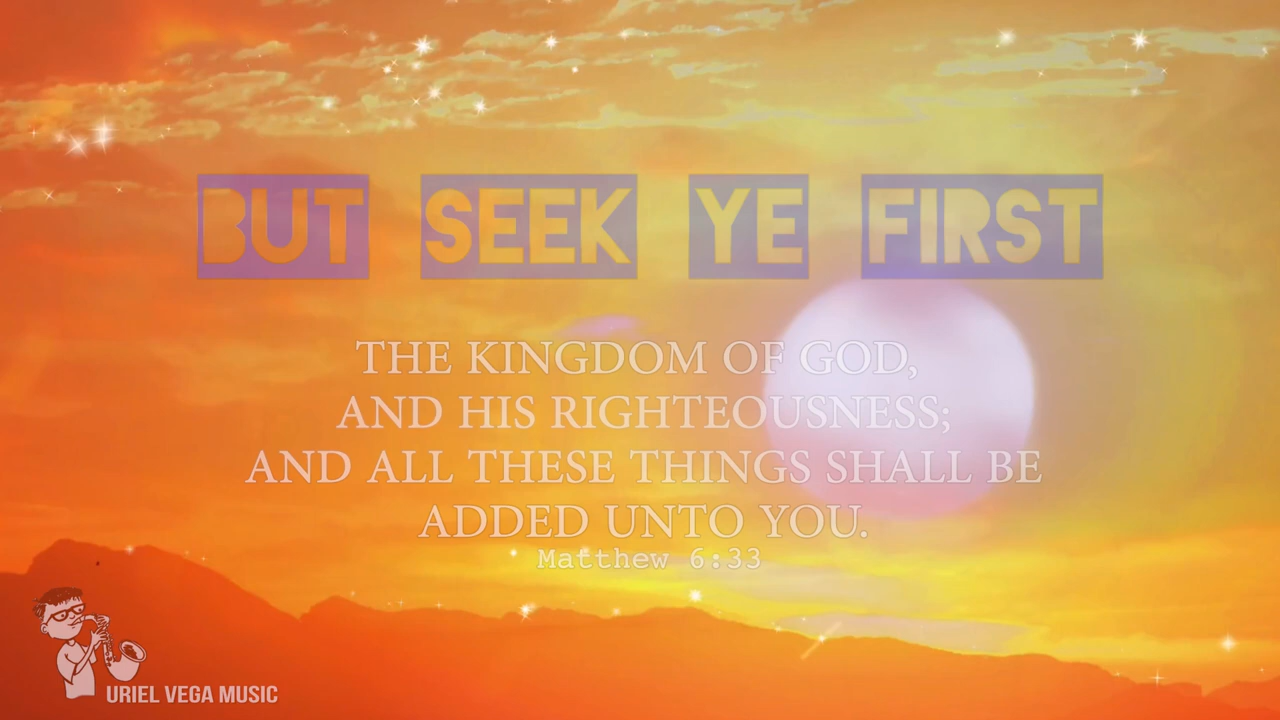 BUT SEEK YE FIRST
THE KINGDOM OF GOD,
AND HIS RIGHTEOUSNESS;
AND ALL THESE THINGS SHALL BE
ADDED UNTO YOU.
Matthew 6:33
URIEL VEGA MUSIC